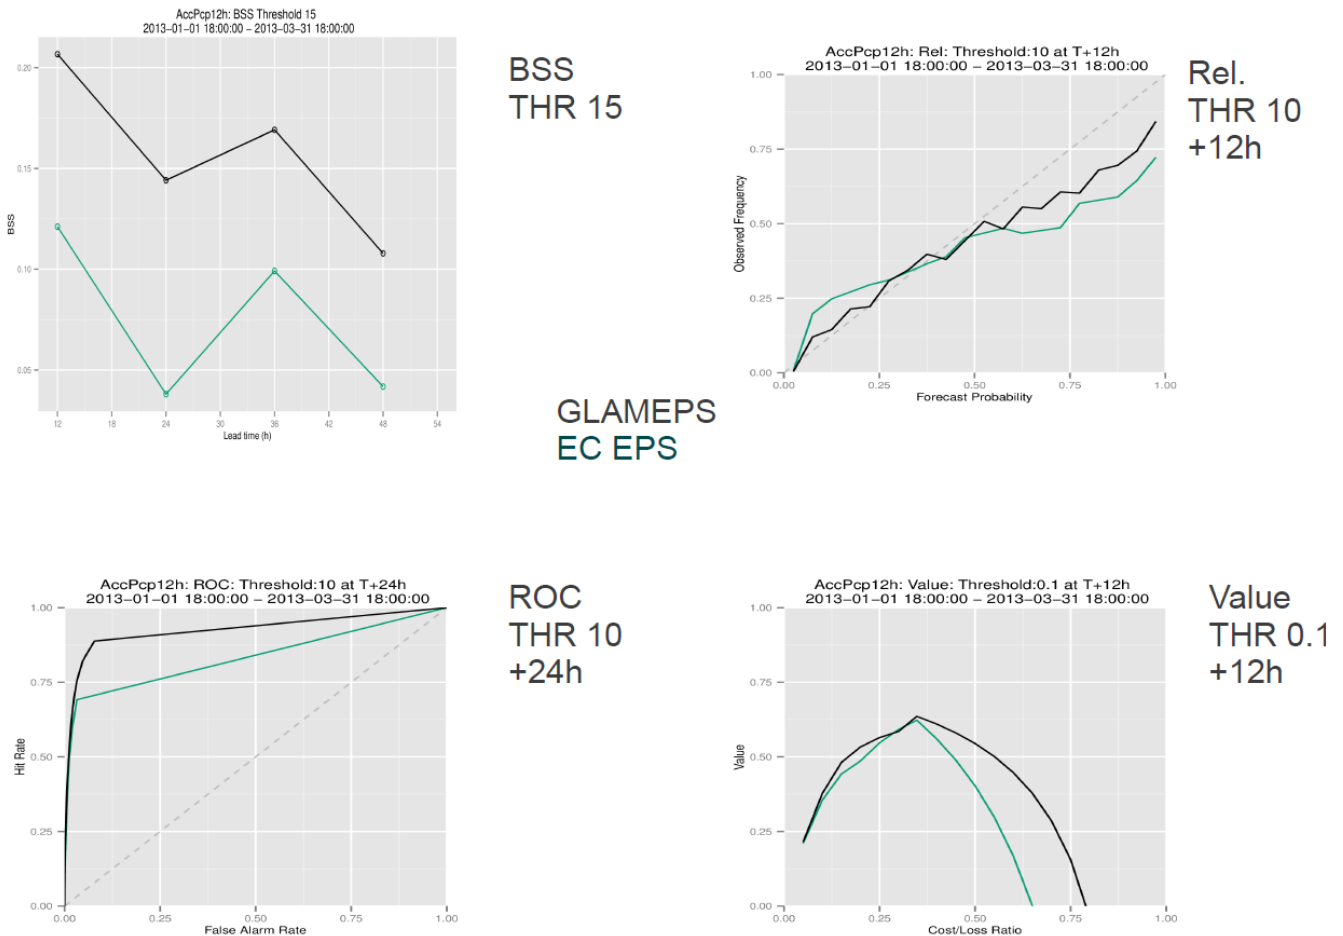 AccPcp12h: BSS Threshold 15
2013−01−01 18:00:00 − 2013−03−31 18:00:00
0.20
0.15
0.10
0.05
BSS
12 18 24 30 36 42 48 54
Lead time (h)
BSS
THR 15
AccPcp12h: Rel: Threshold:10 at T+12h
2013−01−01 18:00:00 − 2013−03−31 18:00:00
1.00
0.75
0.50
0.25
0.00
Observed Frequency
0.00 0.25 0.50 0.75 1.00
Forecast Probability
Rel.
THR 10
+12h
GLAMEPS
EC EPS
AccPcp12h: ROC: Threshold:10 at T+24h
2013−01−01 18:00:00 − 2013−03−31 18:00:00
1.00
0.75
0.50
0.25
0.00
Hit Rate
0.00 0.25 0.50 0.75 1.00
False Alarm Rate
ROC
THR 10
+24h
AccPcp12h: Value: Threshold:0.1 at T+12h
2013−01−01 18:00:00 − 2013−03−31 18:00:00
1.00
0.75
0.50
0.25
0.00
Value
0.00 0.25 0.50 0.75 1.00
Cost/Loss Ratio
Value
THR 0.1
+12h